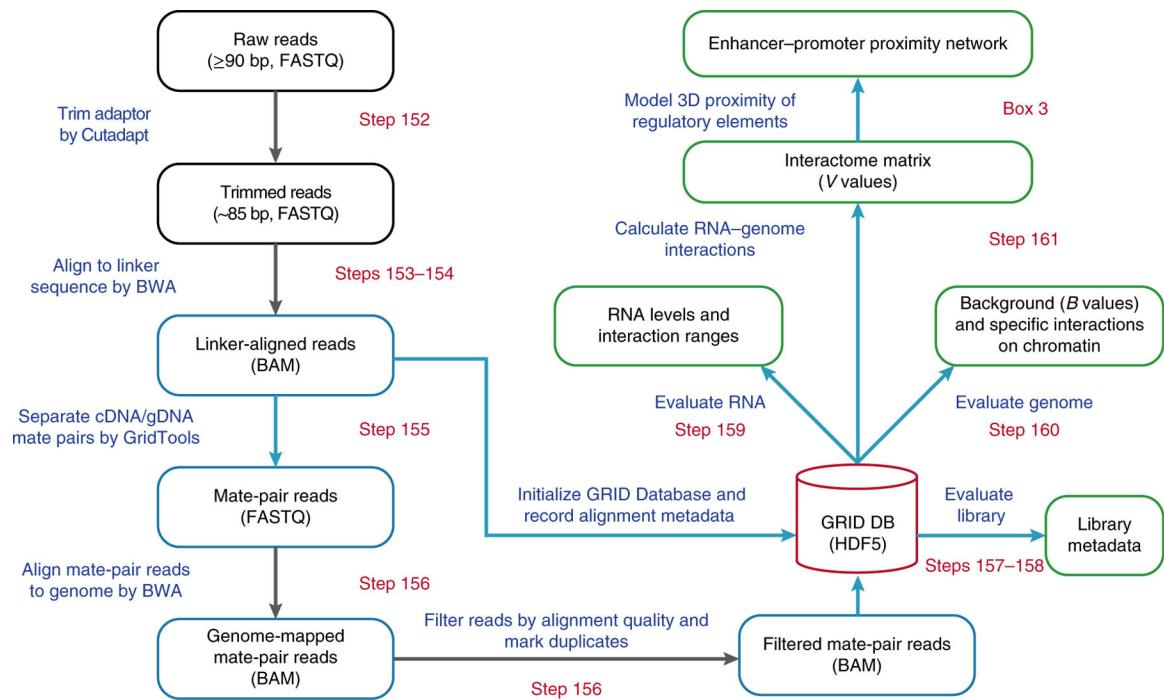 Raw reads
(≥90 bp, FASTQ)
Trim adaptor
by Cutadapt
Step 152
Trimmed reads
(~85 bp, FASTQ)
Align to linker
sequence by BWA
Steps 153–154
Linker-aligned reads
(BAM)
Separate cDNA/gDNA
mate pairs by GridTools
Step 155
Mate-pair reads
(FASTQ)
Align mate-pair reads
to genome by BWA
Step 156
Genome-mapped
mate-pair reads
(BAM)
Filter reads by alignment quality and
mark duplicates
Step 156
Filtered mate-pair reads
(BAM)
Initialize GRID Database and
record alignment metadata
GRID DB
(HDF5)
Evaluate
library
Steps 157–158
Library
metadata
Evaluate RNA
Step 159
RNA levels and
interaction ranges
Evaluate genome
Step 160
Background (B values)
and specific interactions
on chromatin
Calculate RNA–genome
interactions
Step 161
Interactome matrix
(V values)
Model 3D proximity of
regulatory elements
Box 3
Enhancer–promoter proximity network